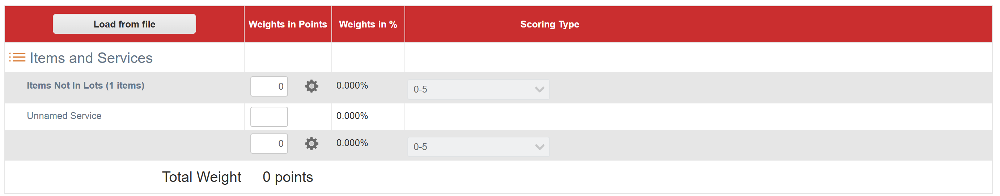 Load from file Weights in Points Weights in % Scoring Type
Items and Services
Items Not In Lots (1 items) 0 0.000% 0-5
Unnamed Service 0.000%
0 0.000% 0-5
Total Weight 0 points